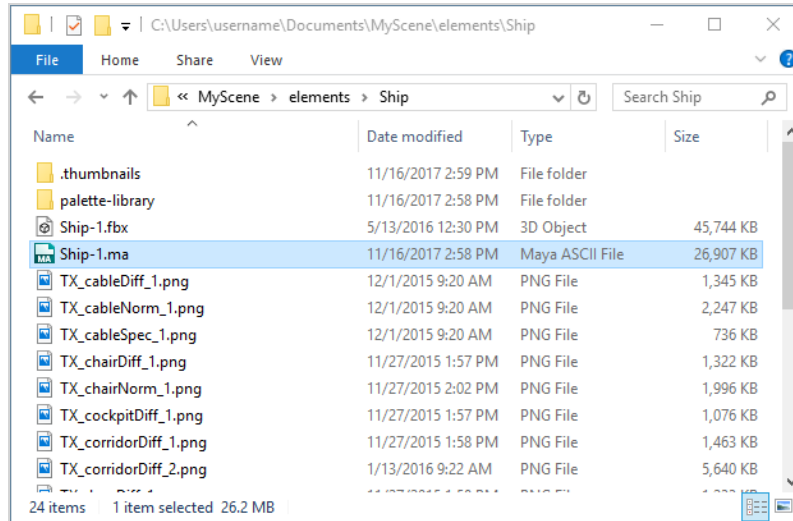 C:\Users\username\Documents\MyScene\elements\Ship
File Home Share View
« MyScene › elements › Ship Search Ship
Name Date modified Type Size
.thumbnails 11/16/2017 2:59 PM File folder
palette-library 11/16/2017 2:58 PM File folder
Ship-1.fbx 5/13/2016 12:30 PM 3D Object 45,744 KB
MA Ship-1.ma 11/16/2017 2:58 PM Maya ASCII File 26,907 KB
TX_cableDiff_1.png 12/1/2015 9:20 AM PNG File 1,345 KB
TX_cableNorm_1.png 12/1/2015 9:20 AM PNG File 2,247 KB
TX_cableSpec_1.png 12/1/2015 9:20 AM PNG File 736 KB
TX_chairDiff_1.png 11/27/2015 1:57 PM PNG File 1,322 KB
TX_chairNorm_1.png 11/27/2015 2:02 PM PNG File 1,996 KB
TX_cockpitDiff_1.png 11/27/2015 1:57 PM PNG File 1,076 KB
TX_corridorDiff_1.png 11/27/2015 1:58 PM PNG File 1,463 KB
TX_corridorDiff_2.png 1/13/2016 9:22 AM PNG File 5,640 KB
24 items 1 item selected 26.2 MB